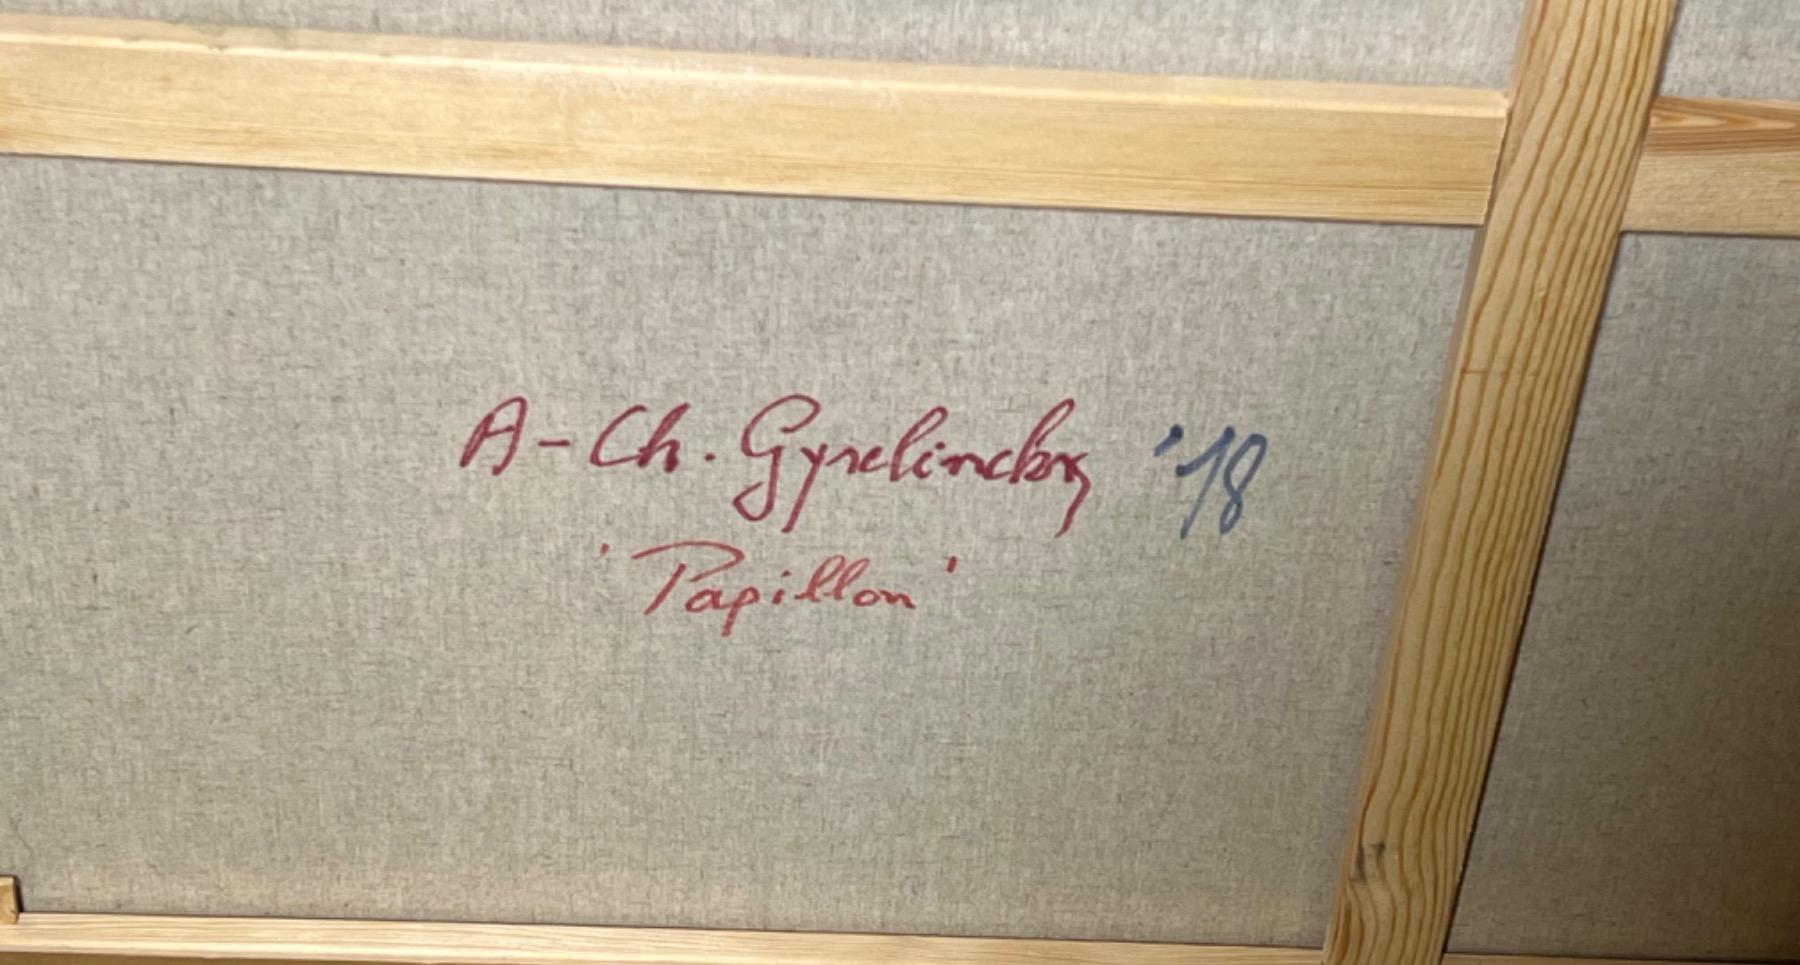 A-Ch. Gyselinckx '18
'Papillon'